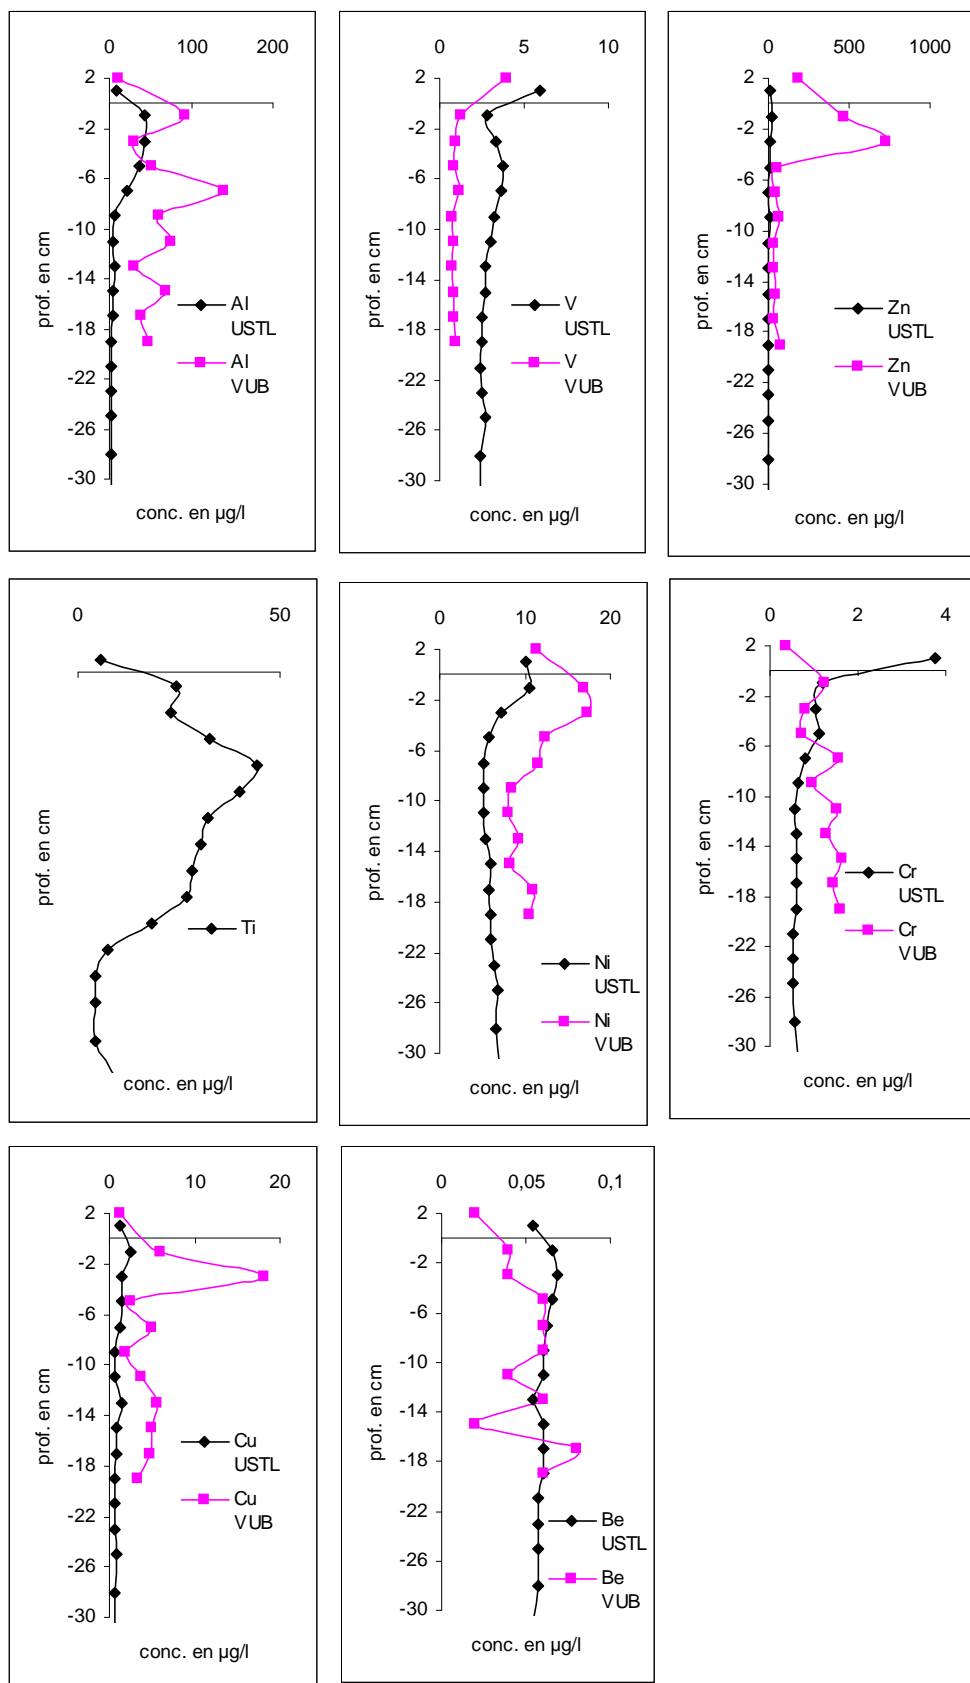 0 100 200
2
-2
-6
-10
-14
-18
-22
-26
-30
prof. en cm
Al
USTL
Al
VUB
conc. en µg/l
0 5 10
2
-2
-6
-10
-14
-18
-22
-26
-30
prof. en cm
V
USTL
V
VUB
conc. en µg/l
0 500 1000
2
-2
-6
-10
-14
-18
-22
-26
-30
prof. en cm
Zn
USTL
Zn
VUB
conc. en µg/l
0 50
prof. en cm
Ti
conc. en µg/l
0 10 20
2
-2
-6
-10
-14
-18
-22
-26
-30
prof. en cm
Ni
USTL
Ni
VUB
conc. en µg/l
0 2 4
2
-2
-6
-10
-14
-18
-22
-26
-30
prof. en cm
Cr
USTL
Cr
VUB
conc. en µg/l
0 10 20
2
-2
-6
-10
-14
-18
-22
-26
-30
prof. en cm
Cu
USTL
Cu
VUB
conc. en µg/l
0 0,05 0,1
2
-2
-6
-10
-14
-18
-22
-26
-30
prof. en cm
Be
USTL
Be
VUB
conc. en µg/l